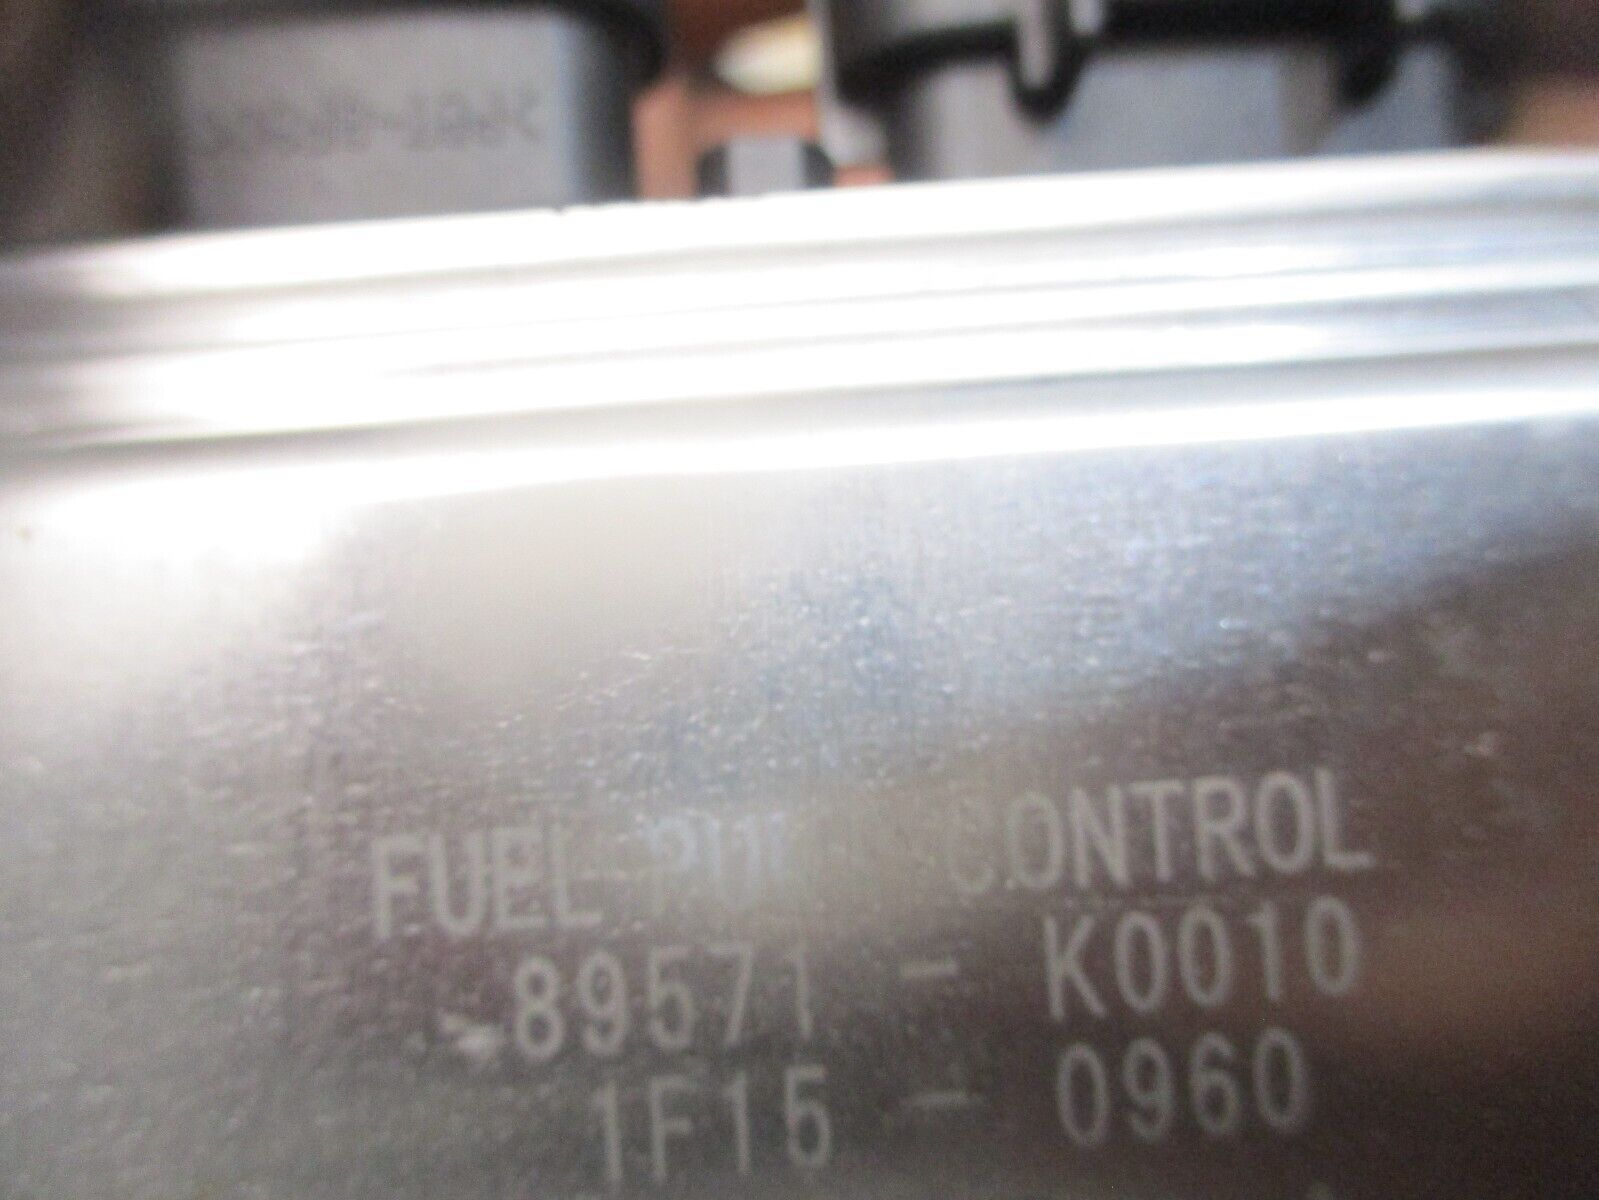 FUEL CONTROL
89571 - K0010
1F15 - 0960